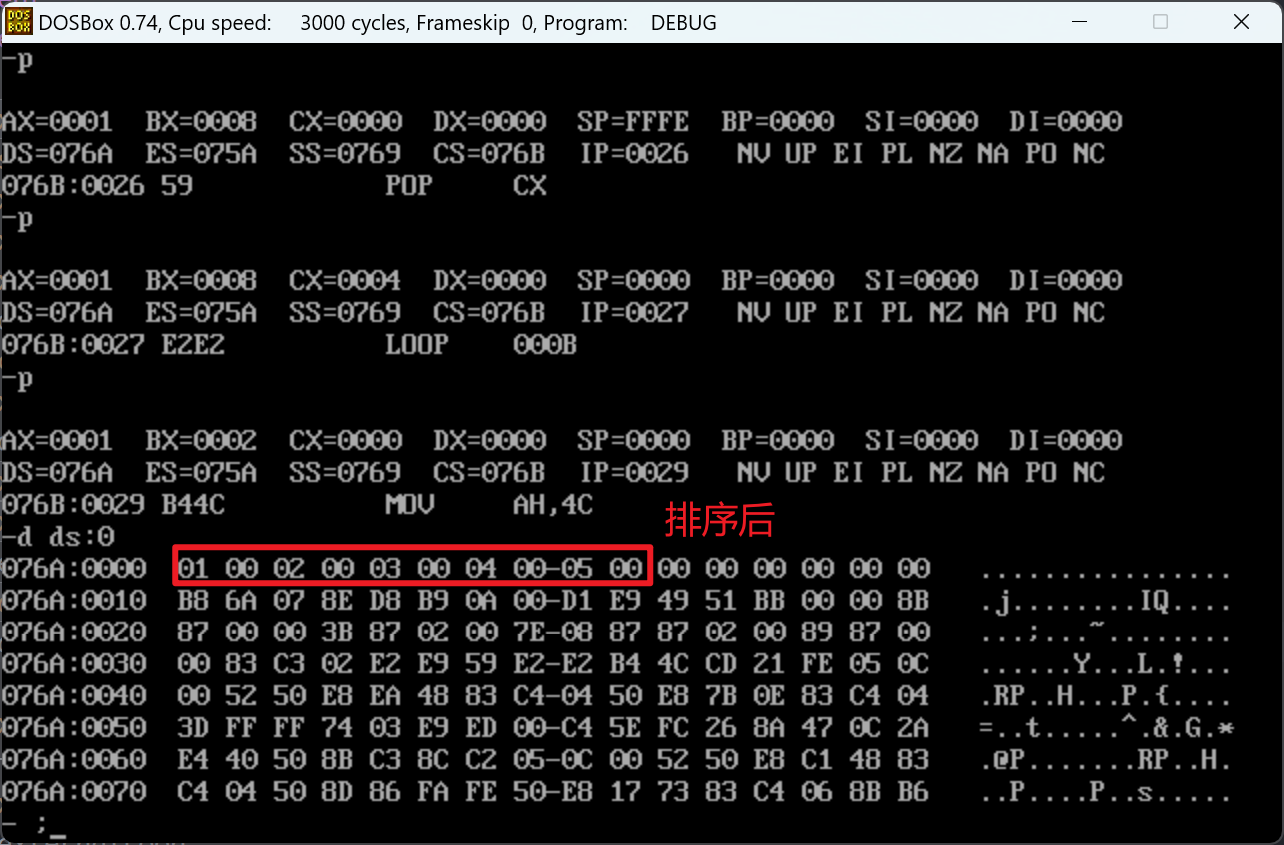 DOS
BOX
DOSBox 0.74, Cpu speed: 3000 cycles, Frameskip 0, Program: DEBUG
-p
AX=0001 BX=0008 CX=0000 DX=0000 SP=FFFE BP=0000 SI=0000 DI=0000
DS=076A ES=075A SS=0769 CS=076B IP=0026 NV UP EI PL NZ NA PO NC
076B:0026 59 POP CX
-p
AX=0001 BX=0008 CX=0004 DX=0000 SP=0000 BP=0000 SI=0000 DI=0000
DS=076A ES=075A SS=0769 CS=076B IP=0027 NV UP EI PL NZ NA PO NC
076B:0027 E2E2 LOOP 000B
-p
AX=0001 BX=0002 CX=0000 DX=0000 SP=0000 BP=0000 SI=0000 DI=0000
DS=076A ES=075A SS=0769 CS=076B IP=0029 NV UP EI PL NZ NA PO NC
076B:0029 B44C MOV AH,4C
排序后
-d ds:0
076A:0000 01 00 02 00 03 00 04 00-05 00 00 00 00 00 00 00 ................
076A:0010 B8 6A 07 8E D8 B9 0A 00-D1 E9 49 51 BB 00 00 8B .j........IQ....
076A:0020 87 00 00 3B 87 02 00 7E-08 87 87 02 00 89 87 00 ...;...~........
076A:0030 00 83 C3 02 E2 E9 59 E2-E2 B4 4C CD 21 FE 05 0C ......Y...L.!...
076A:0040 00 52 50 E8 EA 48 83 C4-04 50 E8 7B 0E 83 C4 04 .RP..H...P.{....
076A:0050 3D FF FF 74 03 E9 ED 00-C4 5E FC 26 8A 47 0C 2A =..t.....^.&.G.*
076A:0060 E4 40 50 8B C3 8C C2 05-0C 00 52 50 E8 C1 48 83 .@P.......RP..H.
076A:0070 C4 04 50 8D 86 FA FE 50-E8 17 73 83 C4 06 8B B6 ..P....P..s.....
- ;_